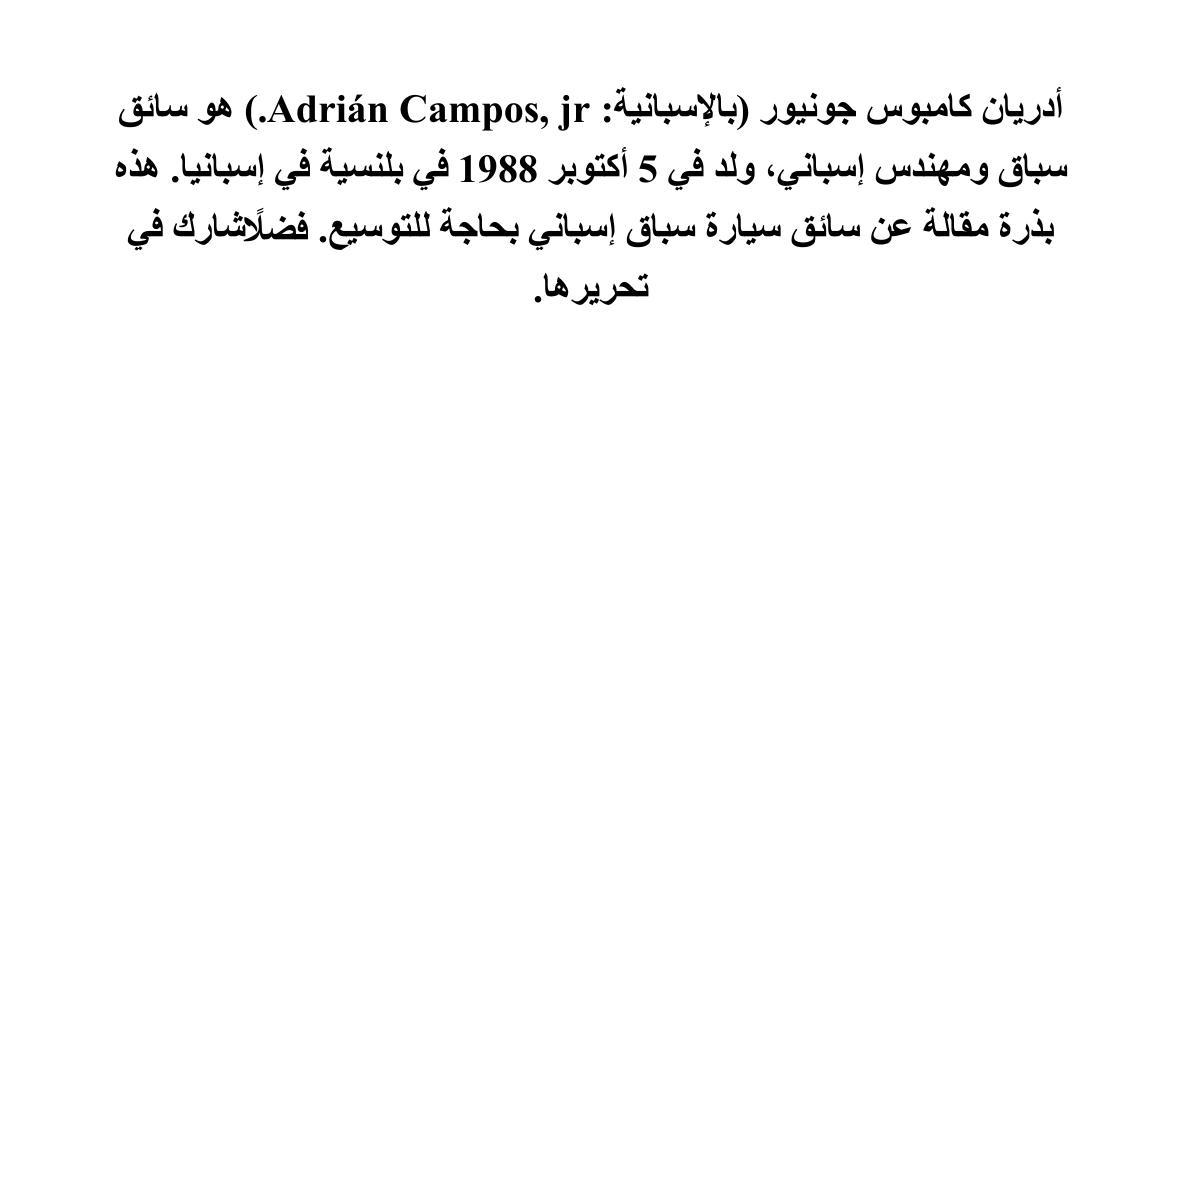 أدريان كامبوس جونيور (بالإسبانية: Adrián Campos, jr.) هو سائق
سباق ومهندس إسباني، ولد في 5 أكتوبر 1988 في بلنسية في إسبانيا. هذه
بذرة مقالة عن سائق سيارة سباق إسباني بحاجة للتوسيع. فضلًاشارك في
تحريرها.